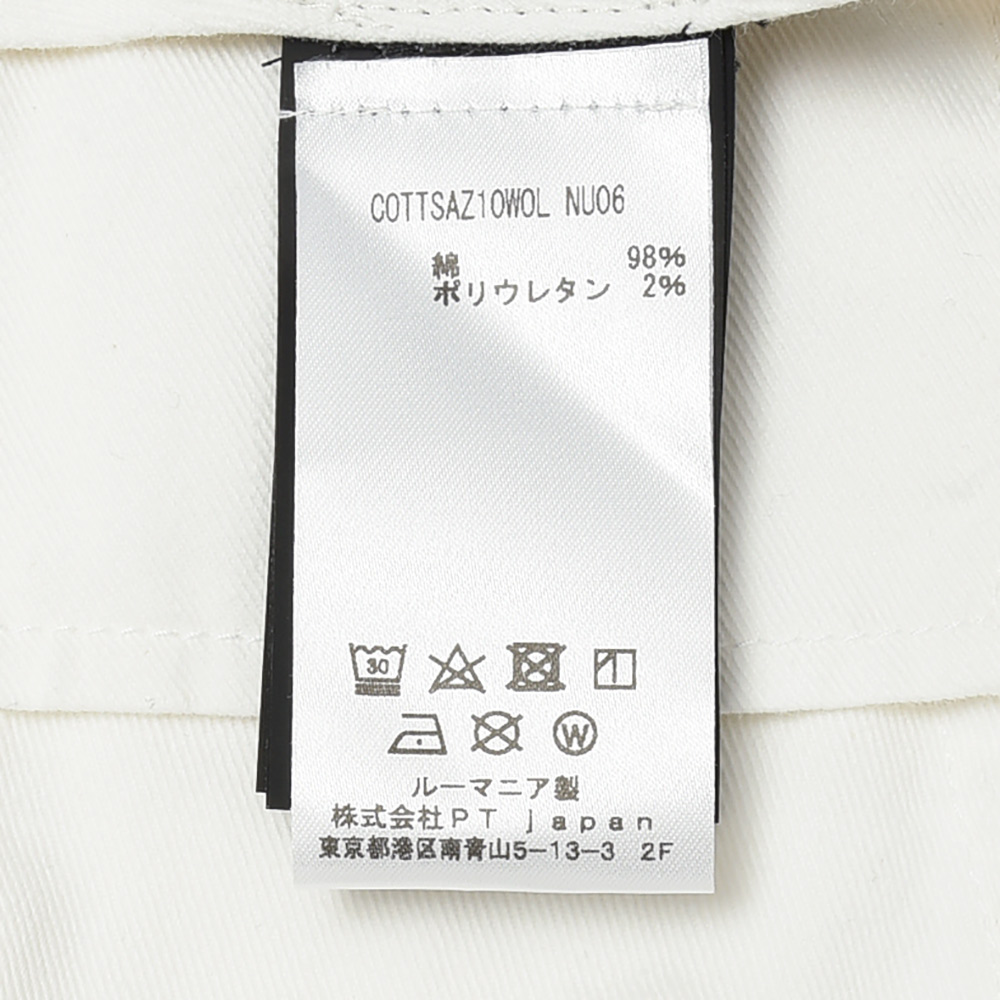 COTTSAZ10WOL NU06
綿 98%
ポリウレタン 2%
30
W
ルーマニア製
株式会社PT japan
東京都港区南青山5-13-3 2F